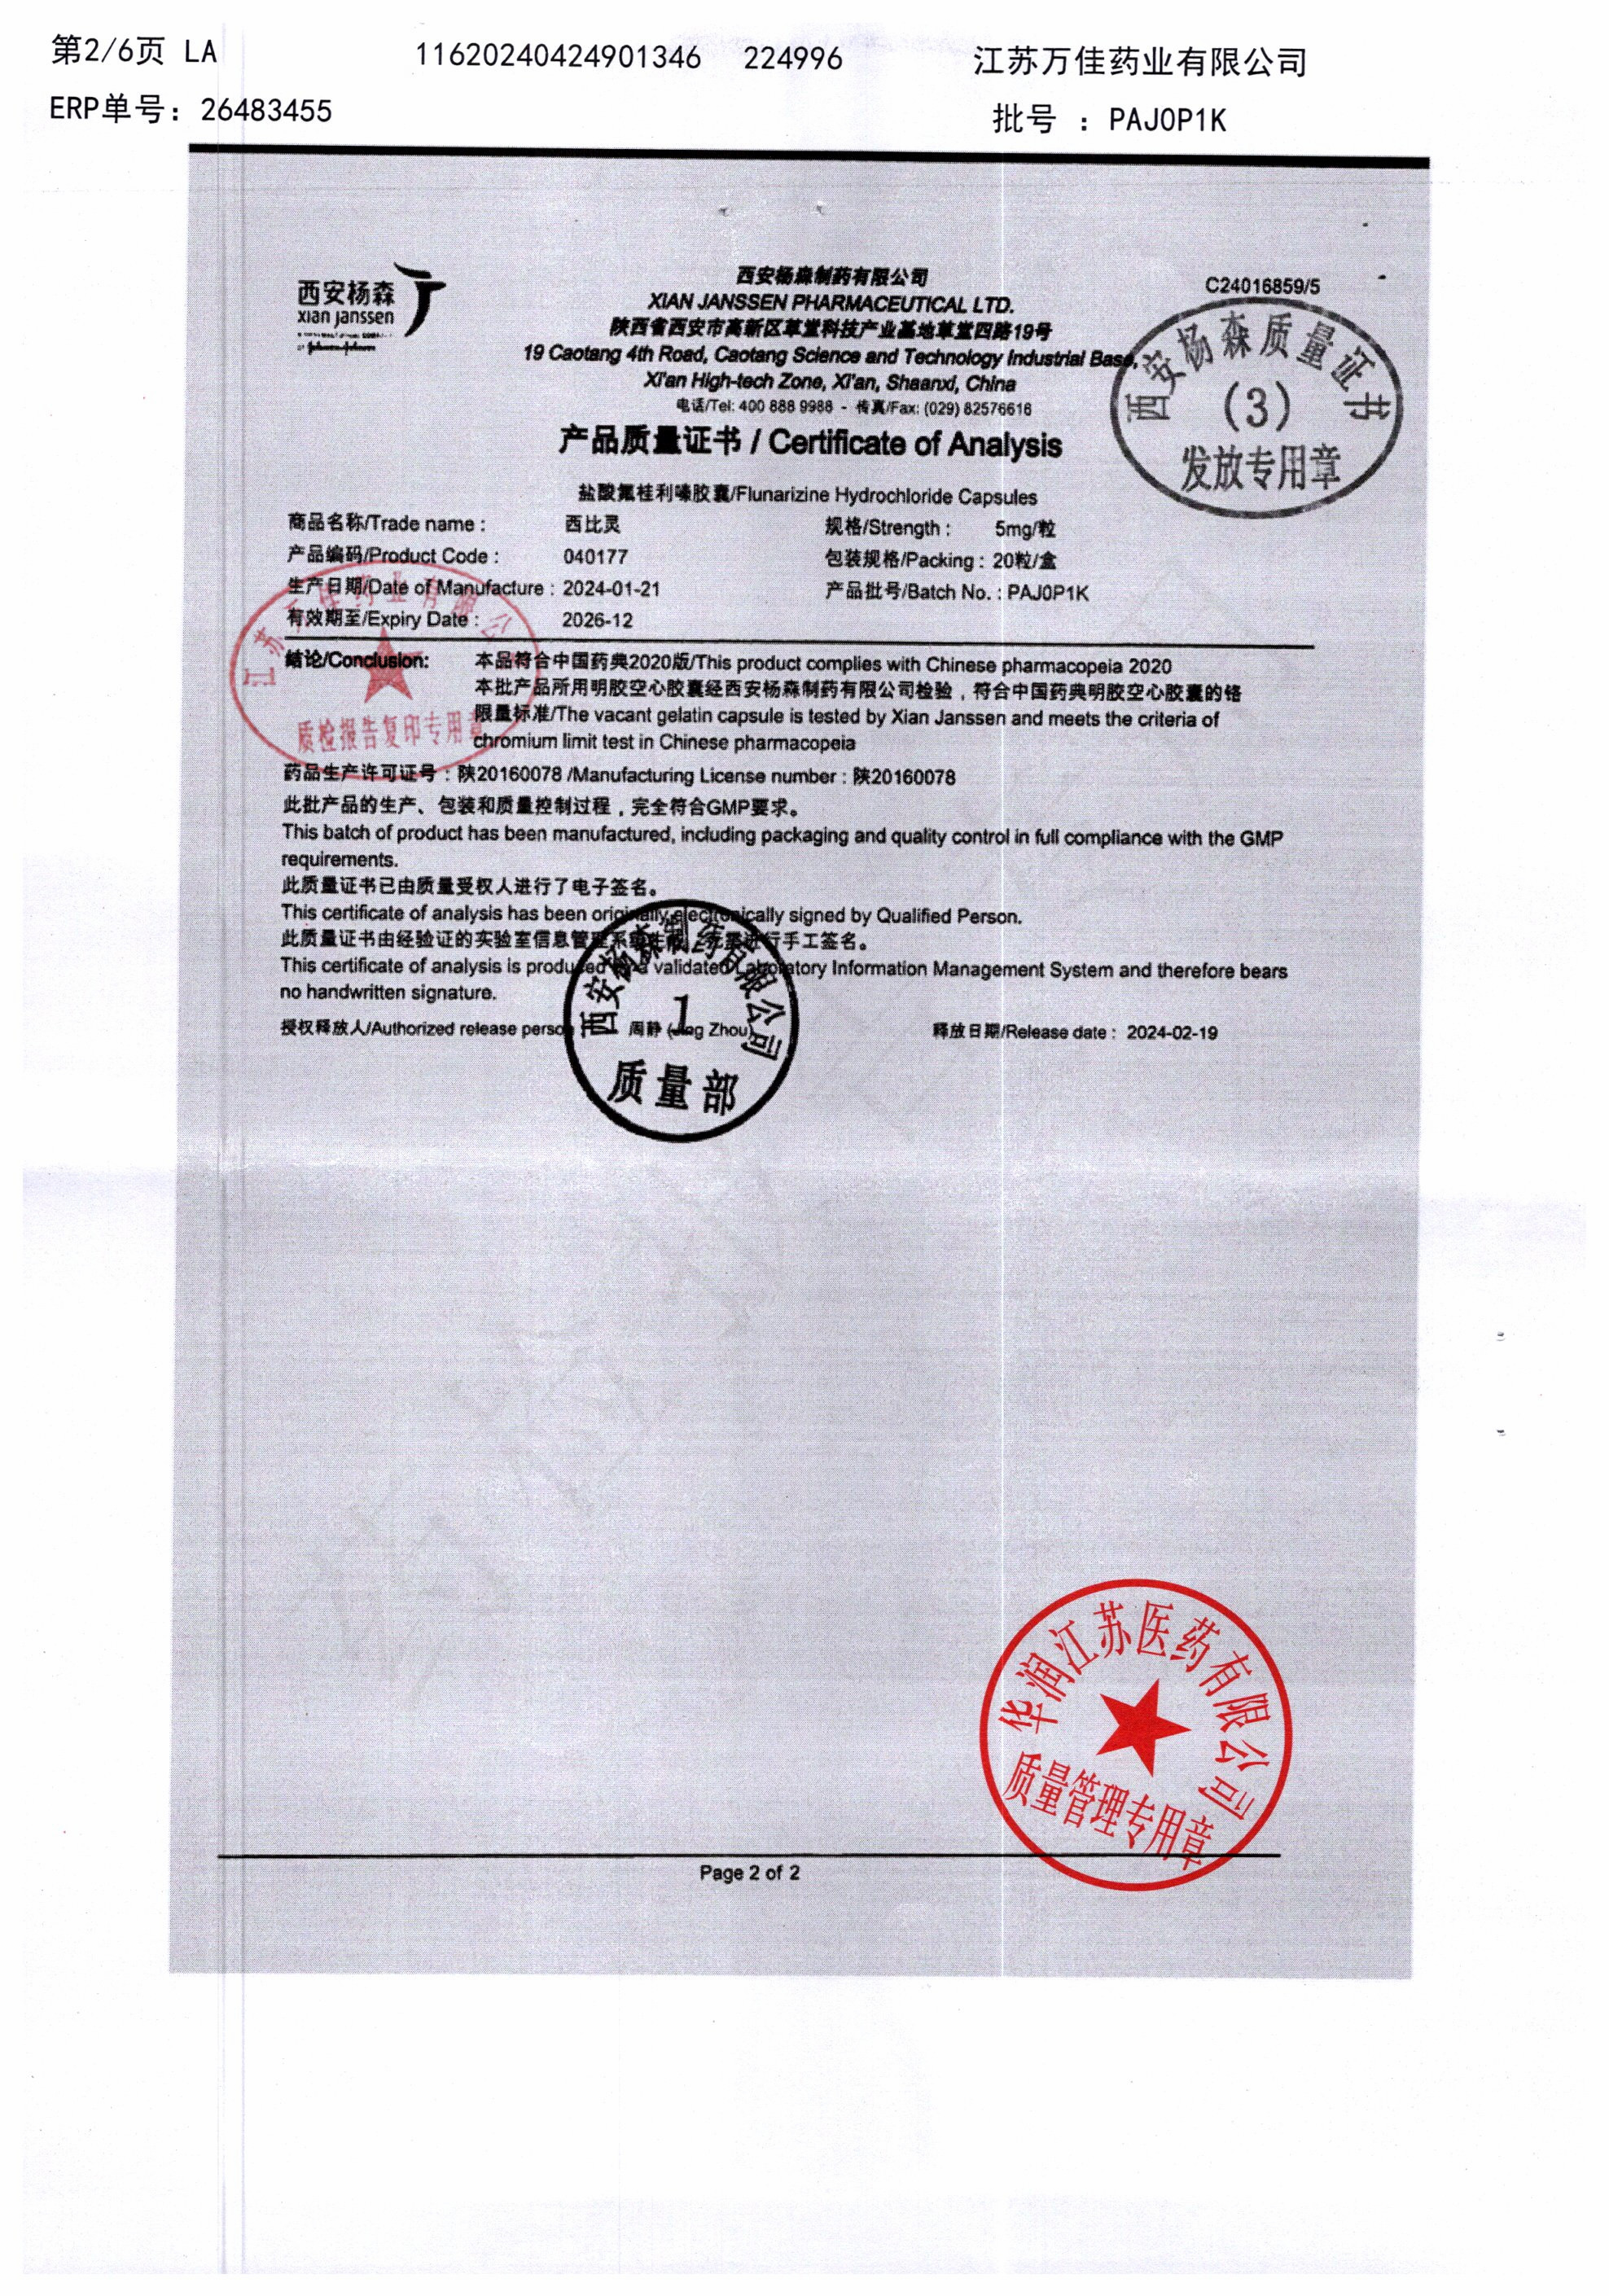 第2/6页 LA 11620240424901346 224996 江苏万佳药业有限公司
ERP单号：26483455 批号 ：PAJ0P1K
西安杨森
xian janssen
Johnson-Johnson
西安杨森制药有限公司
XIAN JANSSEN PHARMACEUTICAL LTD.
陕西省西安市高新区草堂科技产业基地草堂四路19号
19 Caotang 4th Road, Caotang Science and Technology Industrial Base,
Xi'an High-tech Zone, Xi'an, Shaanxi, China
电话/Tel: 400 888 9988 - 传真/Fax: (029) 82576616
C24016859/5
西安杨森质量证书
(3)
发放专用章
产品质量证书 / Certificate of Analysis
盐酸氟桂利嗪胶囊/Flunarizine Hydrochloride Capsules
商品名称/Trade name : 西比灵 规格/Strength : 5mg/粒
产品编码/Product Code : 040177 包装规格/Packing : 20粒/盒
生产日期/Date of Manufacture : 2024-01-21 产品批号/Batch No. : PAJ0P1K
有效期至/Expiry Date : 2026-12
江苏万佳药业有限公
质检报告复印专用章
结论/Conclusion: 本品符合中国药典2020版/This product complies with Chinese pharmacopeia 2020
本批产品所用明胶空心胶囊经西安杨森制药有限公司检验，符合中国药典明胶空心胶囊的铬
限量标准/The vacant gelatin capsule is tested by Xian Janssen and meets the criteria of
chromium limit test in Chinese pharmacopeia
药品生产许可证号：陕20160078 /Manufacturing License number : 陕20160078
此批产品的生产、包装和质量控制过程，完全符合GMP要求。
This batch of product has been manufactured, including packaging and quality control in full compliance with the GMP
requirements.
此质量证书已由质量受权人进行了电子签名。
This certificate of analysis has been originally electronically signed by Qualified Person.
此质量证书由经验证的实验室信息管理系统生成，无需进行手工签名。
This certificate of analysis is produced by a validated Laboratory Information Management System and therefore bears
no handwritten signature.
授权释放人/Authorized release person 周静 (Jing Zhou) 释放日期/Release date : 2024-02-19
西安杨森制药有限公司
1
质量部
华润江苏医药有限公司
质量管理专用章
Page 2 of 2